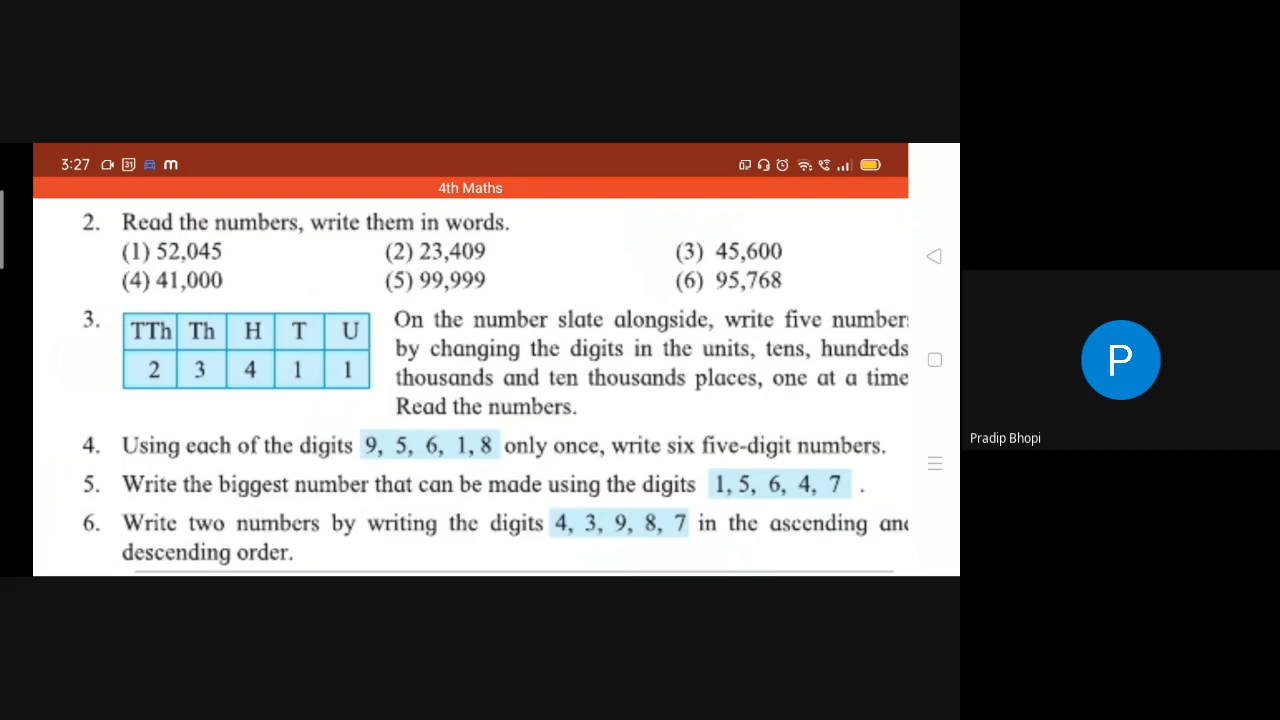 3:27 31 m
4th Maths
2. Read the numbers, write them in words.
(1) 52,045 (2) 23,409 (3) 45,600
(4) 41,000 (5) 99,999 (6) 95,768
3. TTh Th H T U
2 3 4 1 1
On the number slate alongside, write five number
by changing the digits in the units, tens, hundreds
thousands and ten thousands places, one at a time
Read the numbers.
4. Using each of the digits 9, 5, 6, 1, 8 only once, write six five-digit numbers.
5. Write the biggest number that can be made using the digits 1, 5, 6, 4, 7 .
6. Write two numbers by writing the digits 4, 3, 9, 8, 7 in the ascending and
descending order.
P
Pradip Bhopi